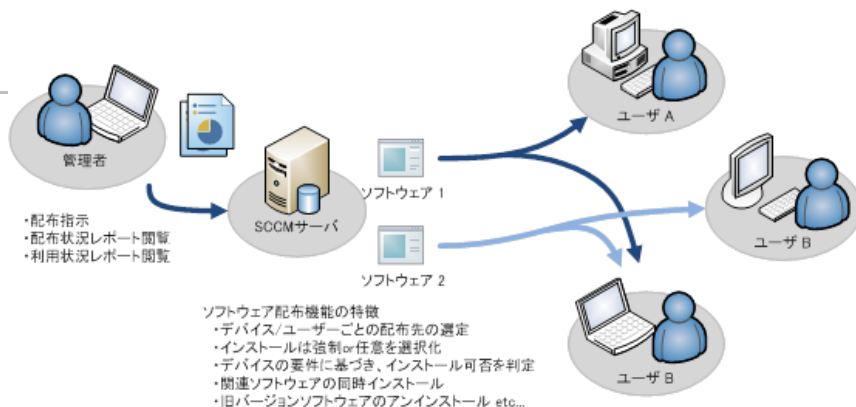 管理者
・配布指示
・配布状況レポート閲覧
・利用状況レポート閲覧
SCCMサーバ
ソフトウェア 1
ソフトウェア 2
ユーザ A
ユーザ B
ユーザ B
ソフトウェア配布機能の特徴
・デバイス/ユーザーごとの配布先の選定
・インストールは強制or任意を選択化
・デバイスの要件に基づき、インストール可否を判定
・関連ソフトウェアの同時インストール
・旧バージョンソフトウェアのアンインストール etc...